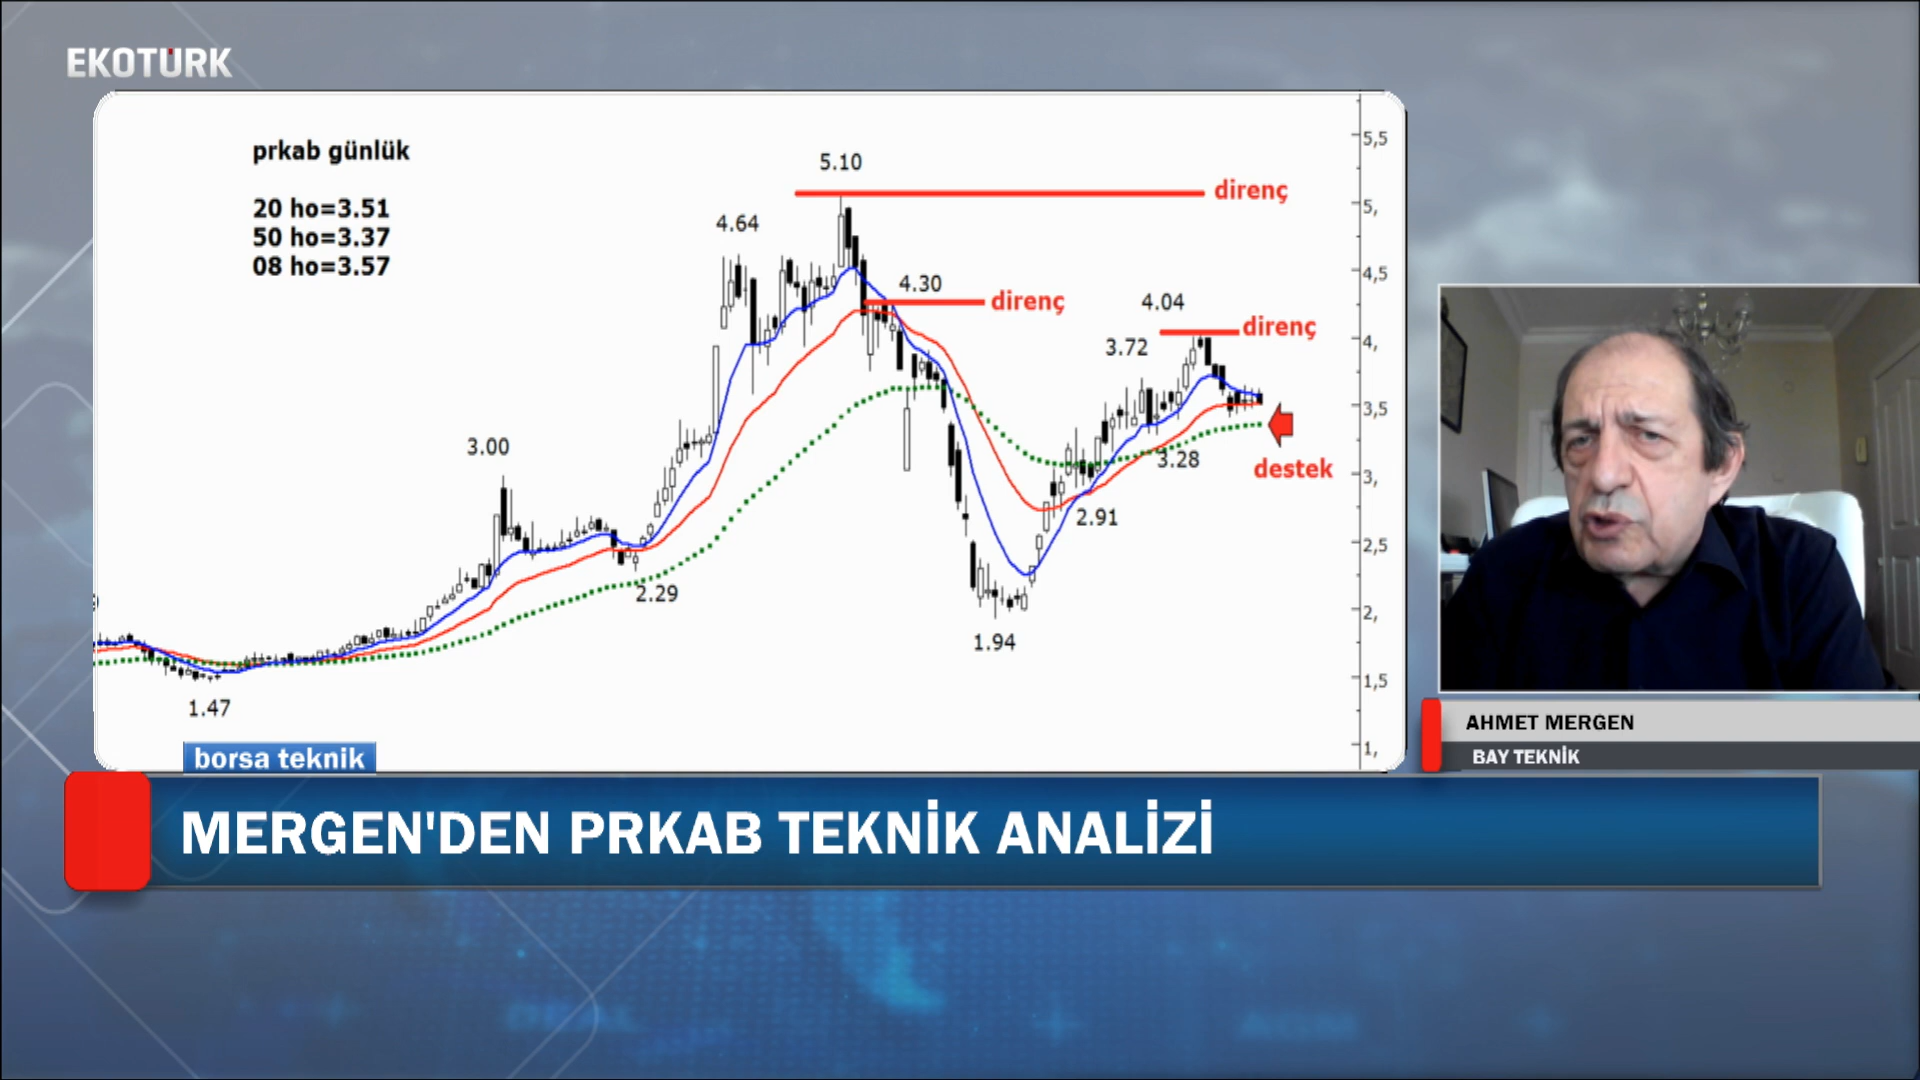 EKOTÜRK
prkab günlük
20 ho=3.51
50 ho=3.37
08 ho=3.57
5.10
direnç
4.64
4.30
direnç
4.04
direnç
3.72
3.00
3.28
destek
2.91
2.29
1.94
1.47
5,5
5,
4,5
4,
3,5
3,
2,5
2,
1,5
1,
borsa teknik
AHMET MERGEN
BAY TEKNİK
MERGEN'DEN PRKAB TEKNİK ANALİZİ